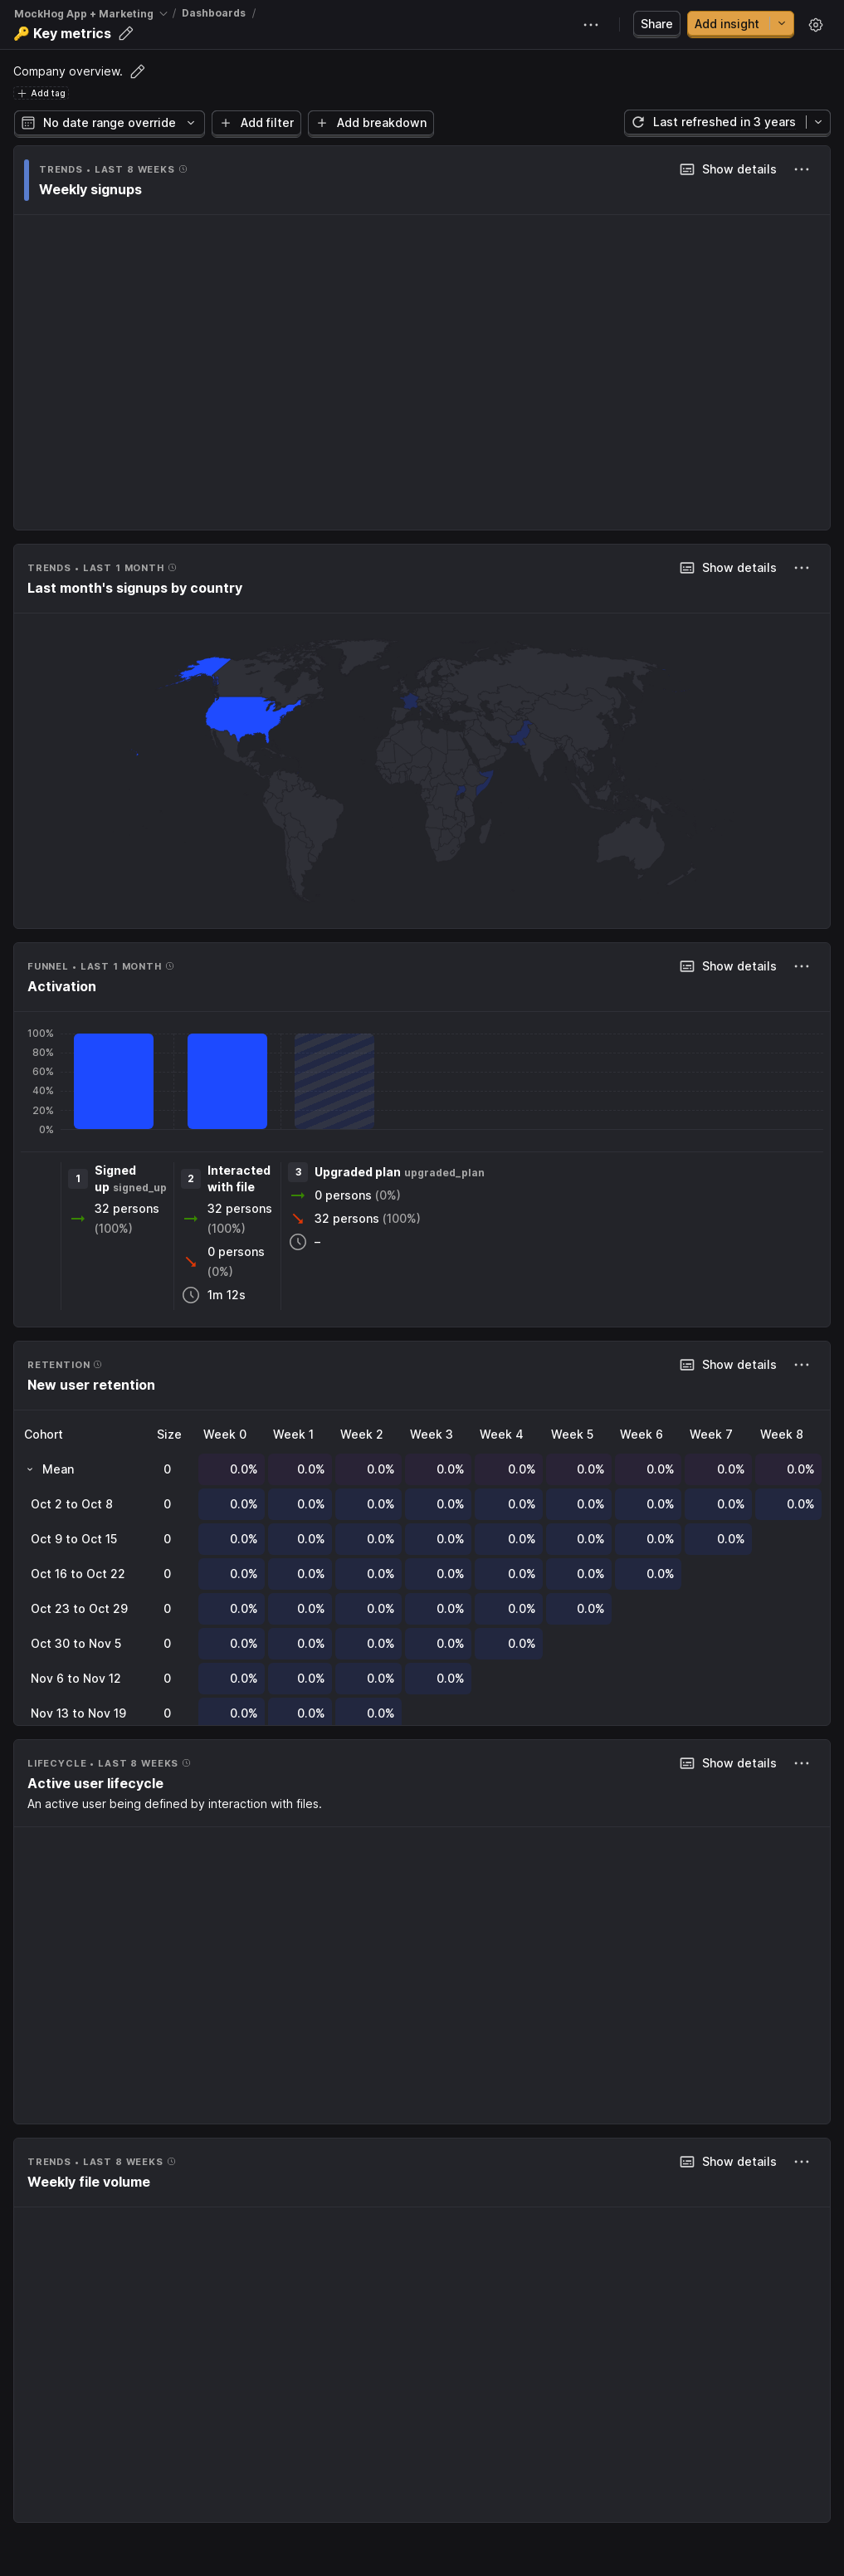 MockHog App + Marketing / Dashboards /
🔑 Key metrics
Share
Add insight
Company overview.
Add tag
No date range override
Add filter
Add breakdown
Last refreshed in 3 years
TRENDS • LAST 8 WEEKS
Show details
Weekly signups
TRENDS • LAST 1 MONTH
Show details
Last month's signups by country
FUNNEL • LAST 1 MONTH
Show details
Activation
100%
80%
60%
40%
20%
0%
1 Signed up signed_up
32 persons (100%)
2 Interacted with file
32 persons (100%)
0 persons (0%)
1m 12s
3 Upgraded plan upgraded_plan
0 persons (0%)
32 persons (100%)
–
RETENTION
Show details
New user retention
Cohort Size Week 0 Week 1 Week 2 Week 3 Week 4 Week 5 Week 6 Week 7 Week 8
Mean 0 0.0% 0.0% 0.0% 0.0% 0.0% 0.0% 0.0% 0.0% 0.0%
Oct 2 to Oct 8 0 0.0% 0.0% 0.0% 0.0% 0.0% 0.0% 0.0% 0.0% 0.0%
Oct 9 to Oct 15 0 0.0% 0.0% 0.0% 0.0% 0.0% 0.0% 0.0% 0.0%
Oct 16 to Oct 22 0 0.0% 0.0% 0.0% 0.0% 0.0% 0.0% 0.0%
Oct 23 to Oct 29 0 0.0% 0.0% 0.0% 0.0% 0.0% 0.0%
Oct 30 to Nov 5 0 0.0% 0.0% 0.0% 0.0% 0.0%
Nov 6 to Nov 12 0 0.0% 0.0% 0.0% 0.0%
Nov 13 to Nov 19 0 0.0% 0.0% 0.0%
LIFECYCLE • LAST 8 WEEKS
Show details
Active user lifecycle
An active user being defined by interaction with files.
TRENDS • LAST 8 WEEKS
Show details
Weekly file volume